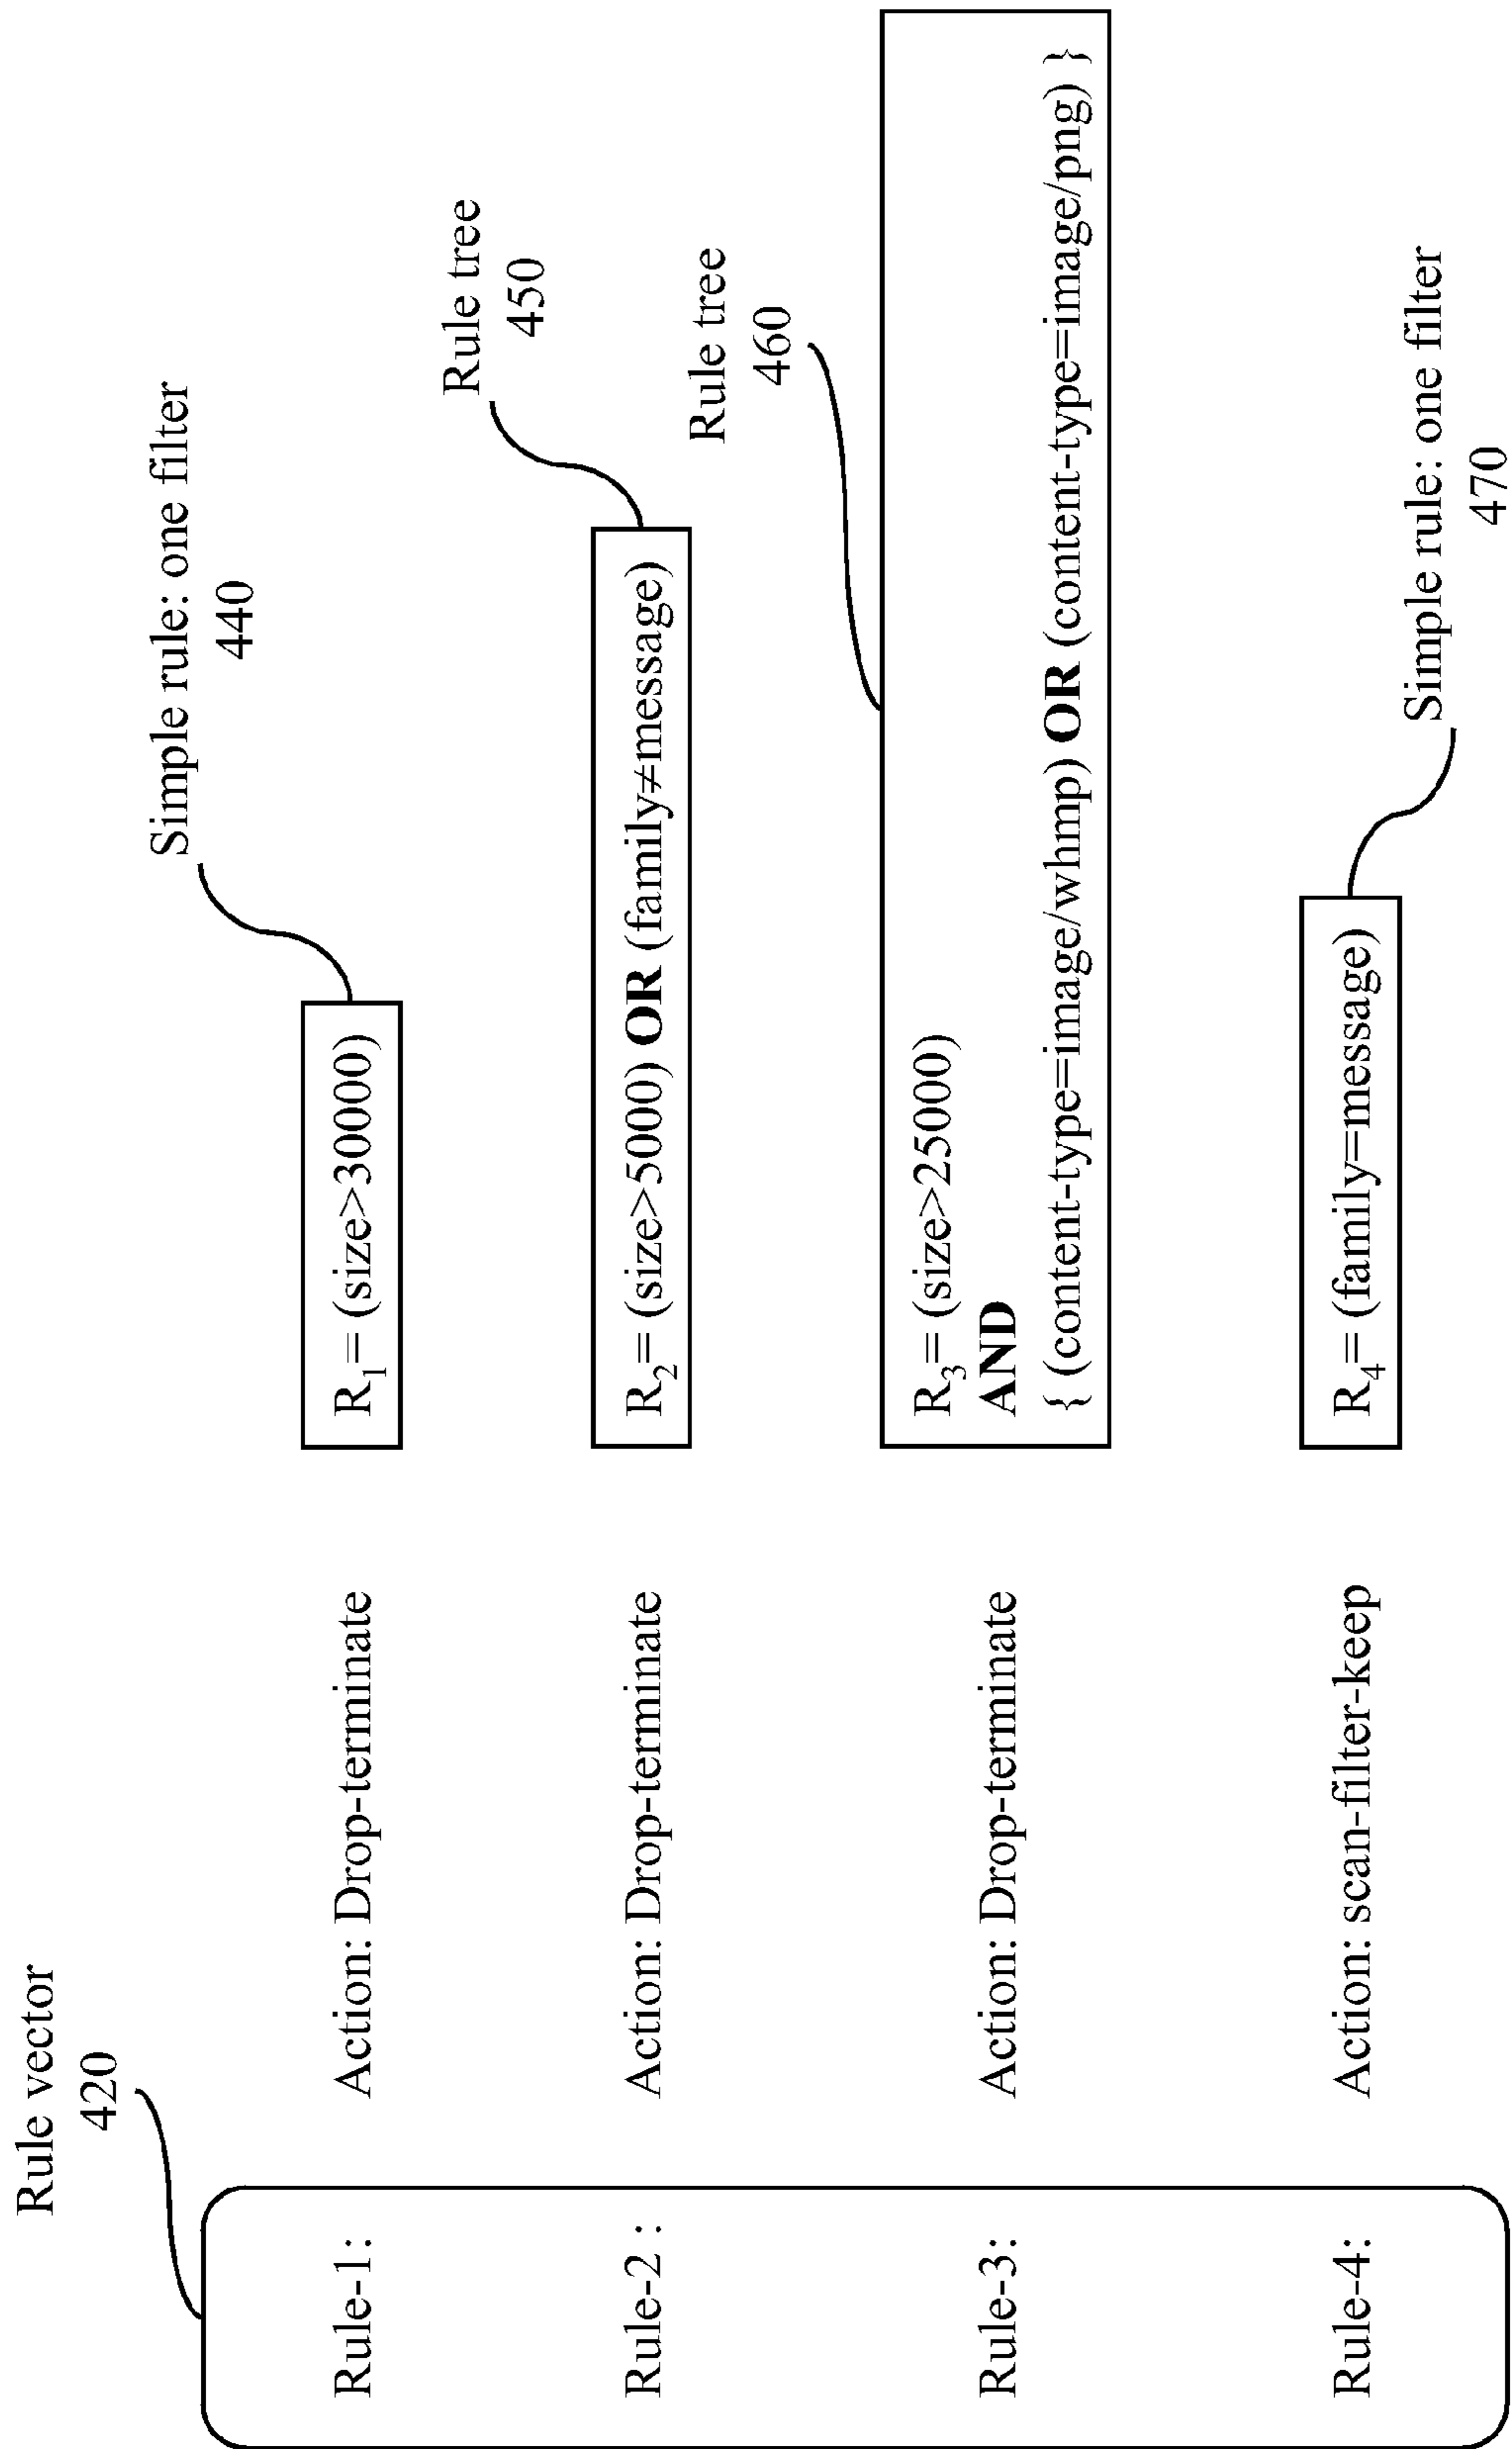 Rule vector
420
Simple rule: one filter
440
Rule-1:
Action: Drop-terminate
R₁= (size>30000)
Rule tree
450
Rule-2 :
Action: Drop-terminate
R₂= (size>5000) OR (family≠message)
Rule tree
460
Rule-3:
Action: Drop-terminate
R₃= (size>25000)
AND
{ (content-type=image/whmp) OR (content-type=image/png) }
Rule-4:
Action: scan-filter-keep
R₄= (family=message)
Simple rule: one filter
470